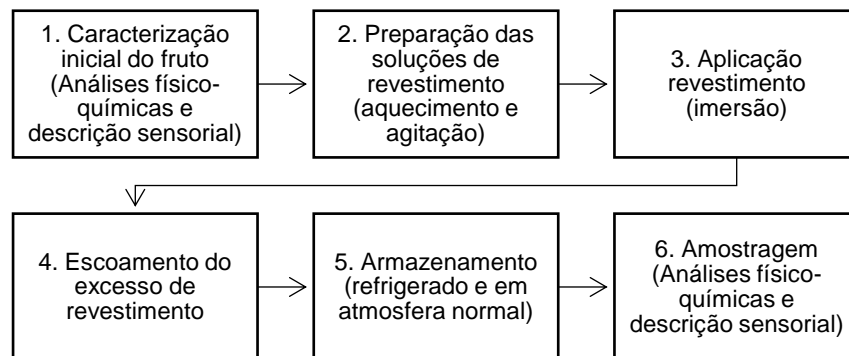 1. Caracterização
inicial do fruto
(Análises físico-
químicas e
descrição sensorial)
2. Preparação das
soluções de
revestimento
(aquecimento e
agitação)
3. Aplicação
revestimento
(imersão)
4. Escoamento do
excesso de
revestimento
5. Armazenamento
(refrigerado e em
atmosfera normal)
6. Amostragem
(Análises físico-
químicas e
descrição sensorial)